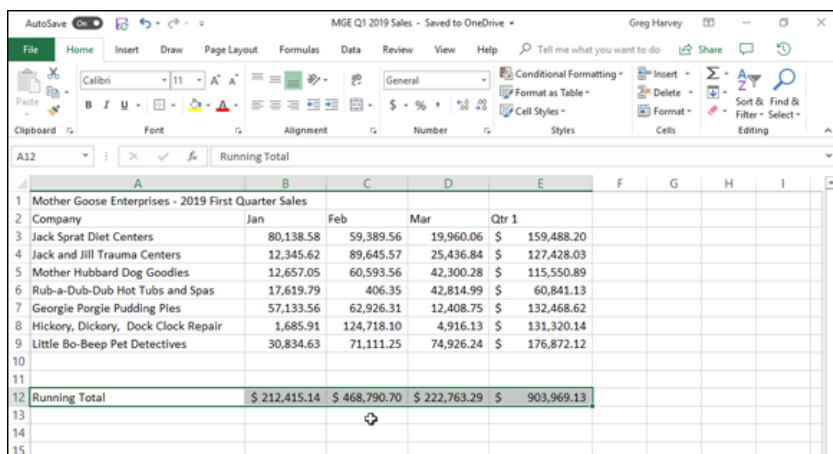 AutoSave On MGE Q1 2019 Sales - Saved to OneDrive Greg Harvey
File Home Insert Draw Page Layout Formulas Data Review View Help Tell me what you want to do Share
Paste Calibri 11 A A General Conditional Formatting Insert
B I U A $ % , Format as Table Delete Sort & Find &
Cell Styles Format Filter Select
Clipboard Font Alignment Number Styles Cells Editing
A12 fx Running Total
A B C D E F G H I
1 Mother Goose Enterprises - 2019 First Quarter Sales
2 Company Jan Feb Mar Qtr 1
3 Jack Sprat Diet Centers 80,138.58 59,389.56 19,960.06 $ 159,488.20
4 Jack and Jill Trauma Centers 12,345.62 89,645.57 25,436.84 $ 127,428.03
5 Mother Hubbard Dog Goodies 12,657.05 60,593.56 42,300.28 $ 115,550.89
6 Rub-a-Dub-Dub Hot Tubs and Spas 17,619.79 406.35 42,814.99 $ 60,841.13
7 Georgie Porgie Pudding Pies 57,133.56 62,926.31 12,408.75 $ 132,468.62
8 Hickory, Dickory, Dock Clock Repair 1,685.91 124,718.10 4,916.13 $ 131,320.14
9 Little Bo-Beep Pet Detectives 30,834.63 71,111.25 74,926.24 $ 176,872.12
10
11
12 Running Total $ 212,415.14 $ 468,790.70 $ 222,763.29 $ 903,969.13
13
14
15